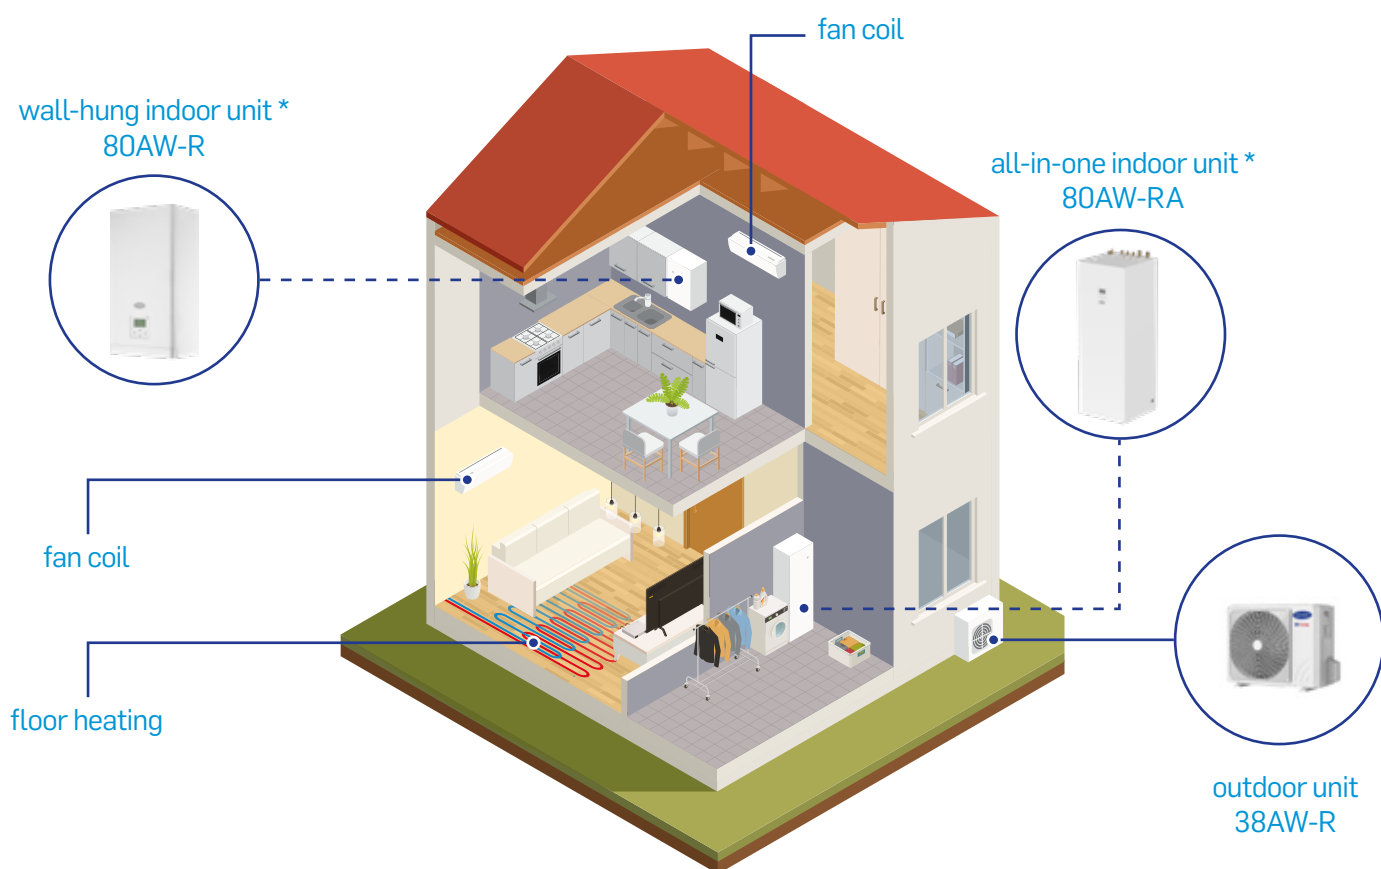 fan coil
wall-hung indoor unit *
80AW-R
all-in-one indoor unit *
80AW-RA
fan coil
floor heating
outdoor unit
38AW-R